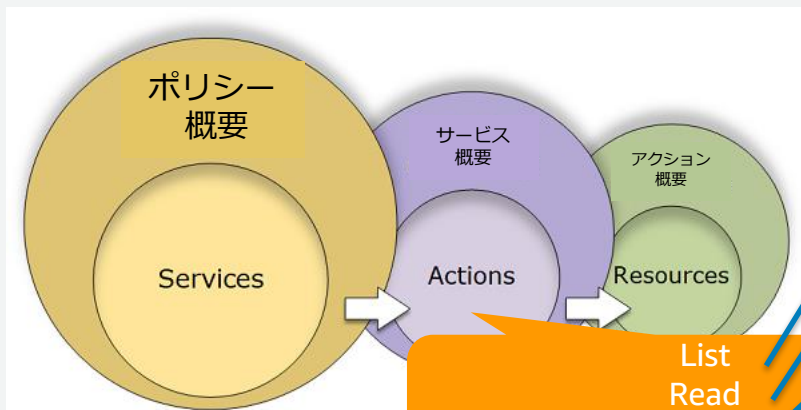 ポリシー
概要
サービス
概要
アクション
概要
Services
Actions
Resources
List
Read